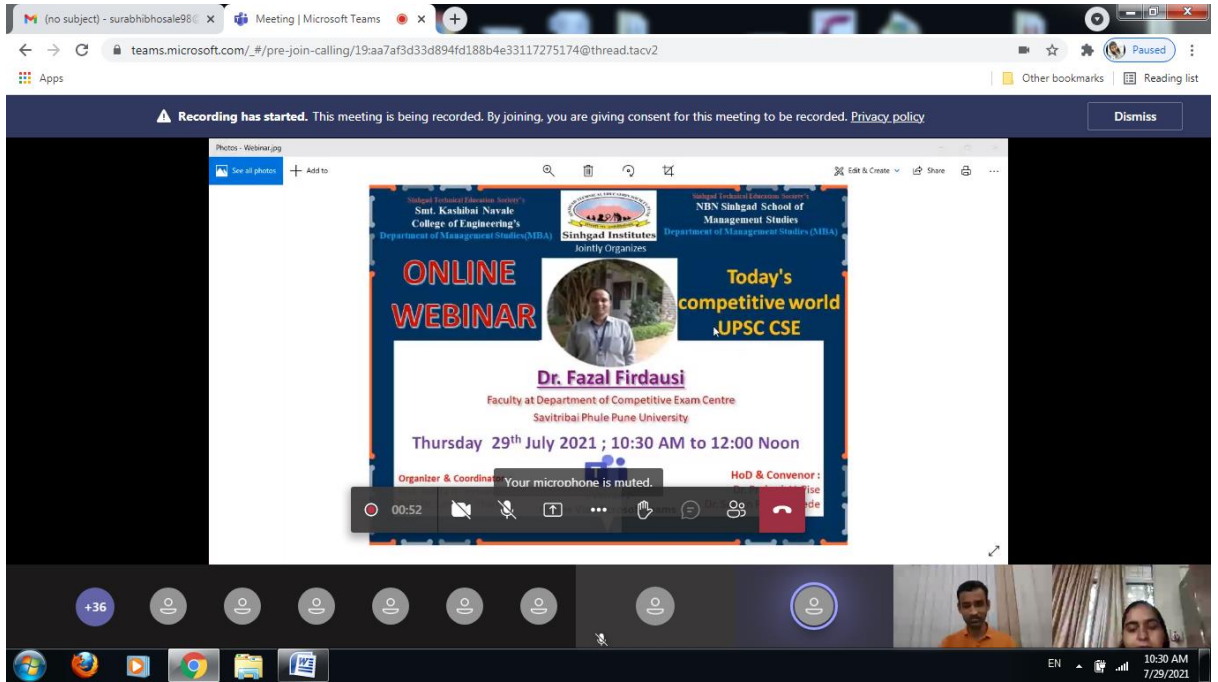 (no subject) - surabhibhosale98@
Meeting | Microsoft Teams
teams.microsoft.com/_#/pre-join-calling/19:aa7af3d33d894fd188b4e33117275174@thread.tacv2
Paused
Apps
Other bookmarks
Reading list
Recording has started. This meeting is being recorded. By joining, you are giving consent for this meeting to be recorded. Privacy policy
Dismiss
Photos - Webinar.jpg
See all photos
Add to
Edit & Create
Share
Sinhgad Technical Education Society's
Smt. Kashibai Navale
College of Engineering's
Department of Management Studies(MBA)
Sinhgad Institutes
Jointly Organizes
Sinhgad Technical Education Society's
NBN Sinhgad School of
Management Studies
Department of Management Studies (MBA)
ONLINE
WEBINAR
Today's
competitive world
UPSC CSE
Dr. Fazal Firdausi
Faculty at Department of Competitive Exam Centre
Savitribai Phule Pune University
Thursday 29th July 2021 ; 10:30 AM to 12:00 Noon
Organizer & Coordinator
HoD & Convenor :
Your microphone is muted.
00:52
+36
EN
10:30 AM
7/29/2021